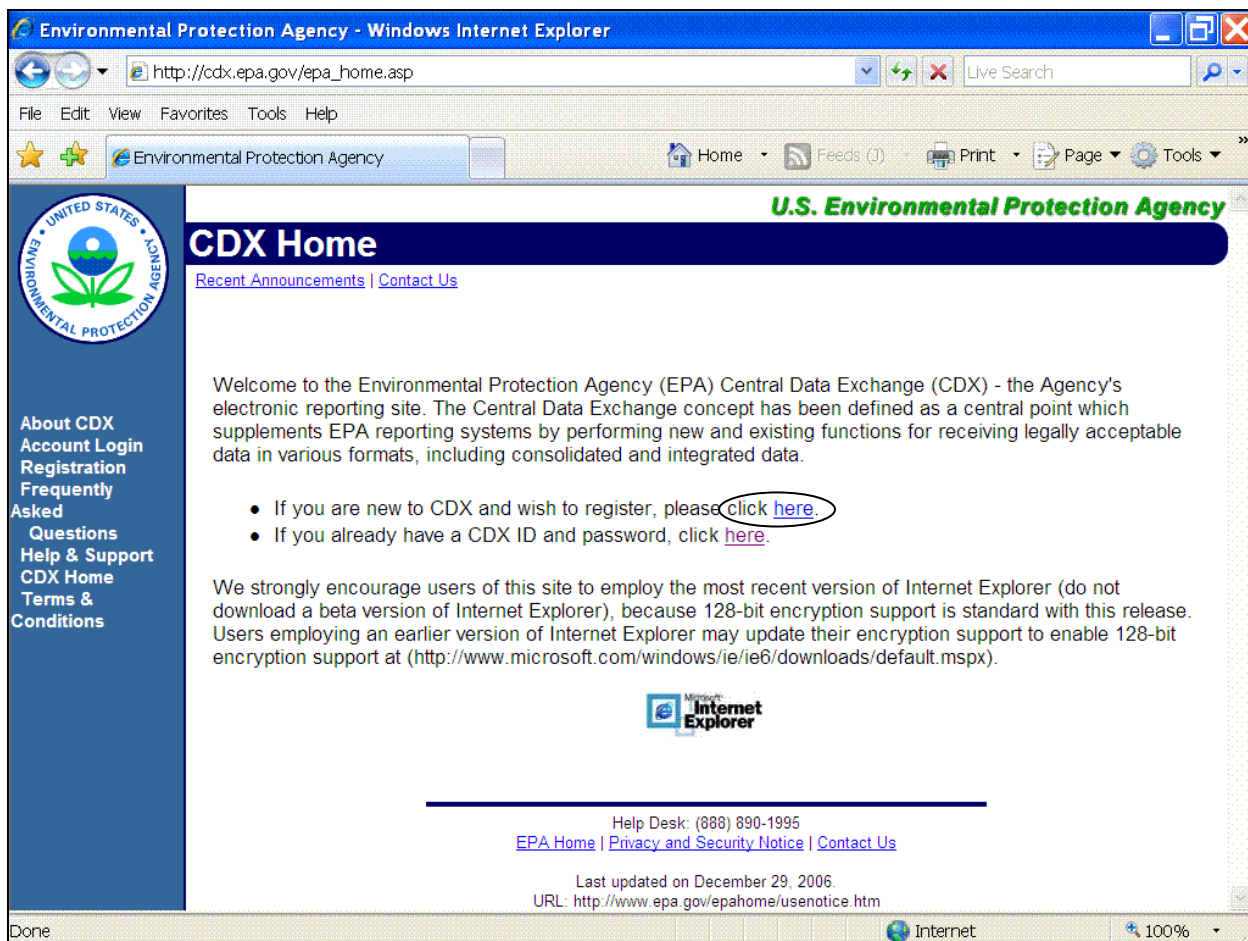 Environmental Protection Agency - Windows Internet Explorer
http://cdx.epa.gov/epa_home.asp
Live Search
File Edit View Favorites Tools Help
Environmental Protection Agency
Home
Feeds (J)
Print
Page
Tools
»
UNITED STATES
ENVIRONMENTAL PROTECTION AGENCY
U.S. Environmental Protection Agency
CDX Home
Recent Announcements | Contact Us
About CDX
Account Login
Registration
Frequently
Asked
Questions
Help & Support
CDX Home
Terms &
Conditions
Welcome to the Environmental Protection Agency (EPA) Central Data Exchange (CDX) - the Agency's
electronic reporting site. The Central Data Exchange concept has been defined as a central point which
supplements EPA reporting systems by performing new and existing functions for receiving legally acceptable
data in various formats, including consolidated and integrated data.
● If you are new to CDX and wish to register, please click here.
● If you already have a CDX ID and password, click here.
We strongly encourage users of this site to employ the most recent version of Internet Explorer (do not
download a beta version of Internet Explorer), because 128-bit encryption support is standard with this release.
Users employing an earlier version of Internet Explorer may update their encryption support to enable 128-bit
encryption support at (http://www.microsoft.com/windows/ie/ie6/downloads/default.mspx).
Microsoft
Internet
Explorer
Help Desk: (888) 890-1995
EPA Home | Privacy and Security Notice | Contact Us
Last updated on December 29, 2006.
URL: http://www.epa.gov/epahome/usenotice.htm
Done
Internet
100%